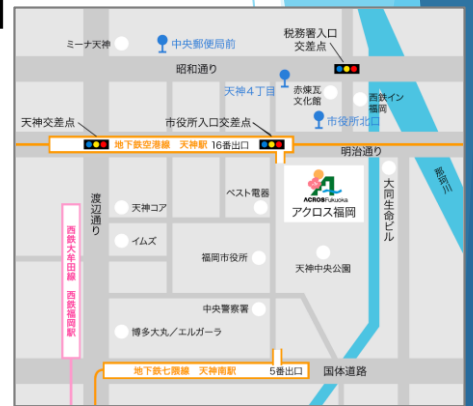 ミーナ天神
中央郵便局前
税務署入口
交差点
昭和通り
天神4丁目
赤煉瓦
文化館
西鉄イン
福岡
市役所北口
天神交差点
市役所入口交差点
地下鉄空港線 天神駅 16番出口
明治通り
那珂川
渡辺通り
天神コア
ベスト電器
ACROS FUKUOKA
アクロス福岡
大同生命ビル
イムズ
西鉄大牟田線 西鉄福岡駅
福岡市役所
天神中央公園
中央警察署
博多大丸/エルガーラ
地下鉄七隈線 天神南駅 5番出口
国体道路